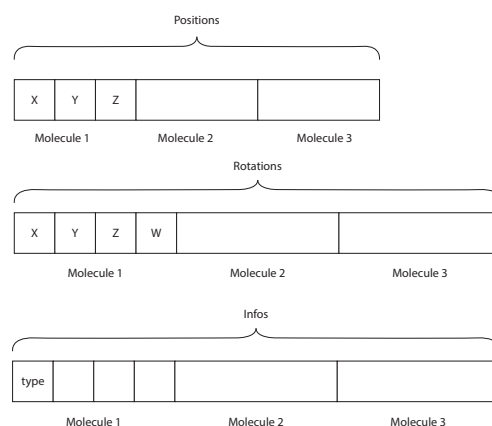 Positions
X Y Z
Molecule 1 Molecule 2 Molecule 3
Rotations
X Y Z W
Molecule 1 Molecule 2 Molecule 3
Infos
type
Molecule 1 Molecule 2 Molecule 3